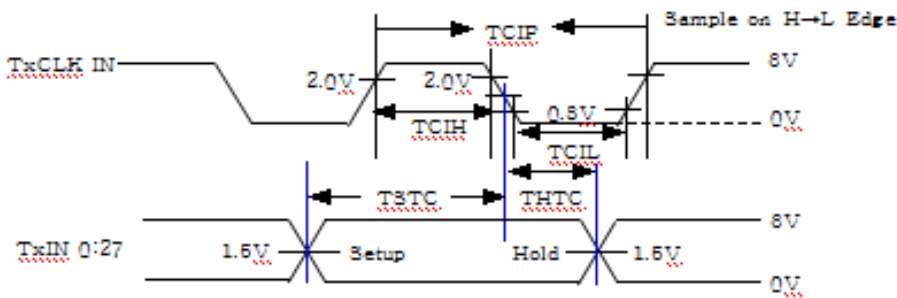 Sample on H→L Edge
TCIP
TxCLK IN
8V
2.0V
2.0V
0.8V
0V
TCIH
TCIL
TSTC
THTC
8V
TxIN 0:27
1.5V
Setup
Hold
1.5V
0V